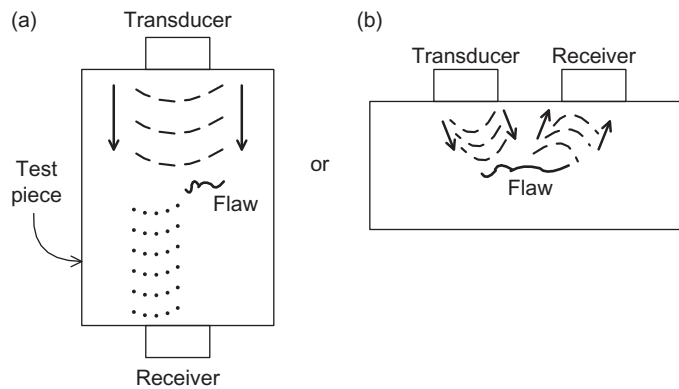 (a)
Transducer
Test
piece
Flaw
Receiver
or
(b)
Transducer
Receiver
Flaw